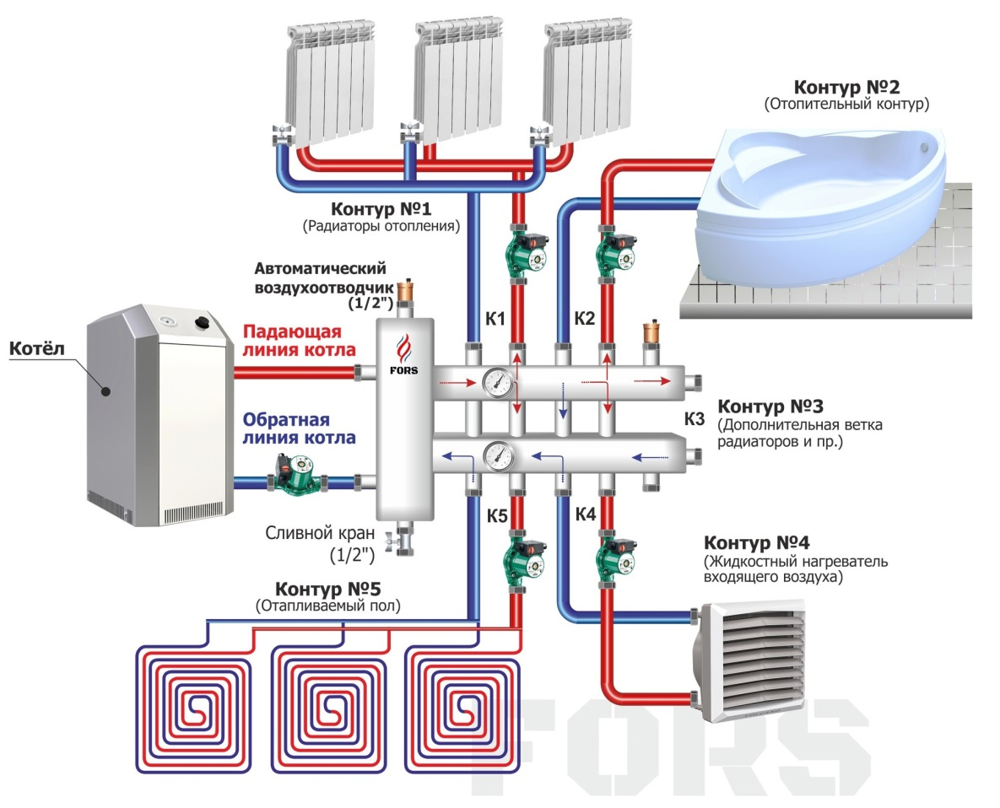 Контур №2
(Отопительный контур)
Контур №1
(Радиаторы отопления)
Автоматический
воздухоотводчик
(1/2")
К1
К2
Котёл
Падающая
линия котла
FORS
Обратная
линия котла
К3
Контур №3
(Дополнительная ветка
радиаторов и пр.)
Сливной кран
(1/2")
К5
К4
Контур №4
(Жидкостный нагреватель
входящего воздуха)
Контур №5
(Отапливаемый пол)
FORS